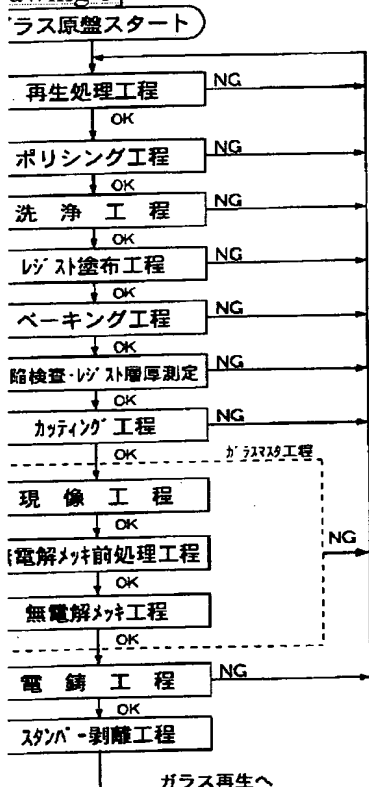 ラス原盤スタート
再生処理工程
NG
OK
ポリシング工程
NG
OK
洗浄工程
NG
OK
レジスト塗布工程
NG
OK
ベーキング工程
NG
OK
陥検査・レジスト層厚測定
NG
OK
カッティング工程
NG
OK
ガラスマスタ工程
現像工程
OK
NG
電解メッキ前処理工程
OK
無電解メッキ工程
OK
電鋳工程
NG
OK
スタンパー剥離工程
ガラス再生へ